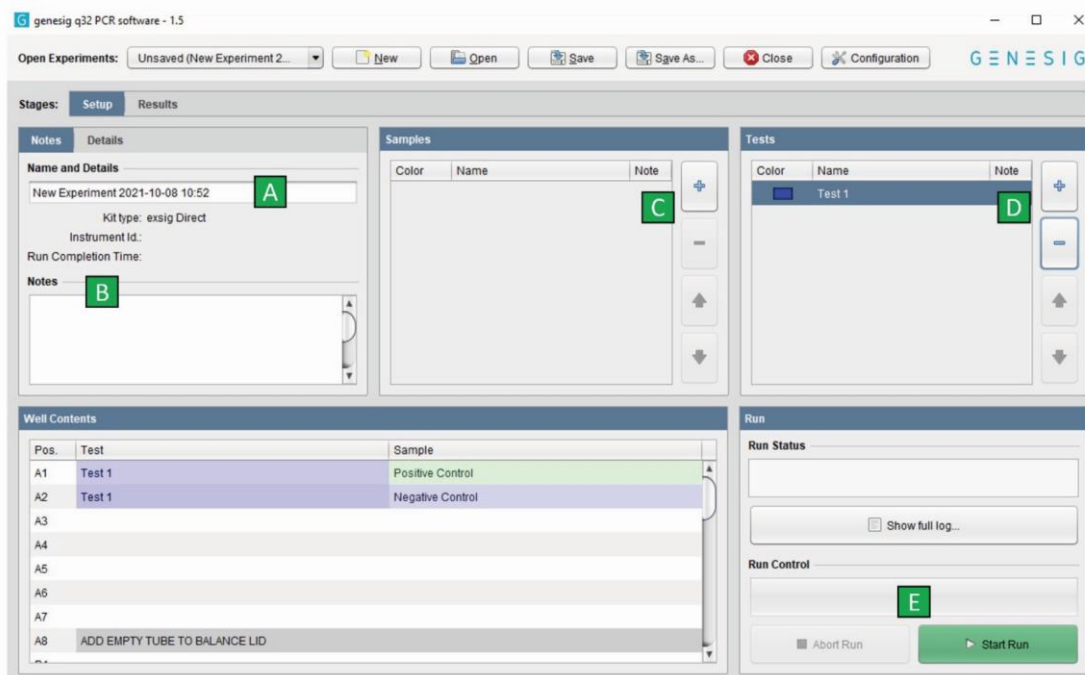 genesig q32 PCR software - 1.5
Open Experiments: Unsaved (New Experiment 2... New Open Save Save As... Close Configuration GENESIG
Stages: Setup Results
Notes Details
Name and Details
New Experiment 2021-10-08 10:52
A
Kit type: exsig Direct
Instrument Id.:
Run Completion Time:
Notes
B
Samples
Color Name Note
C
Tests
Color Name Note
Test 1
D
Well Contents
Pos. Test Sample
A1 Test 1 Positive Control
A2 Test 1 Negative Control
A3
A4
A5
A6
A7
A8 ADD EMPTY TUBE TO BALANCE LID
Run
Run Status
Show full log...
Run Control
E
Abort Run Start Run